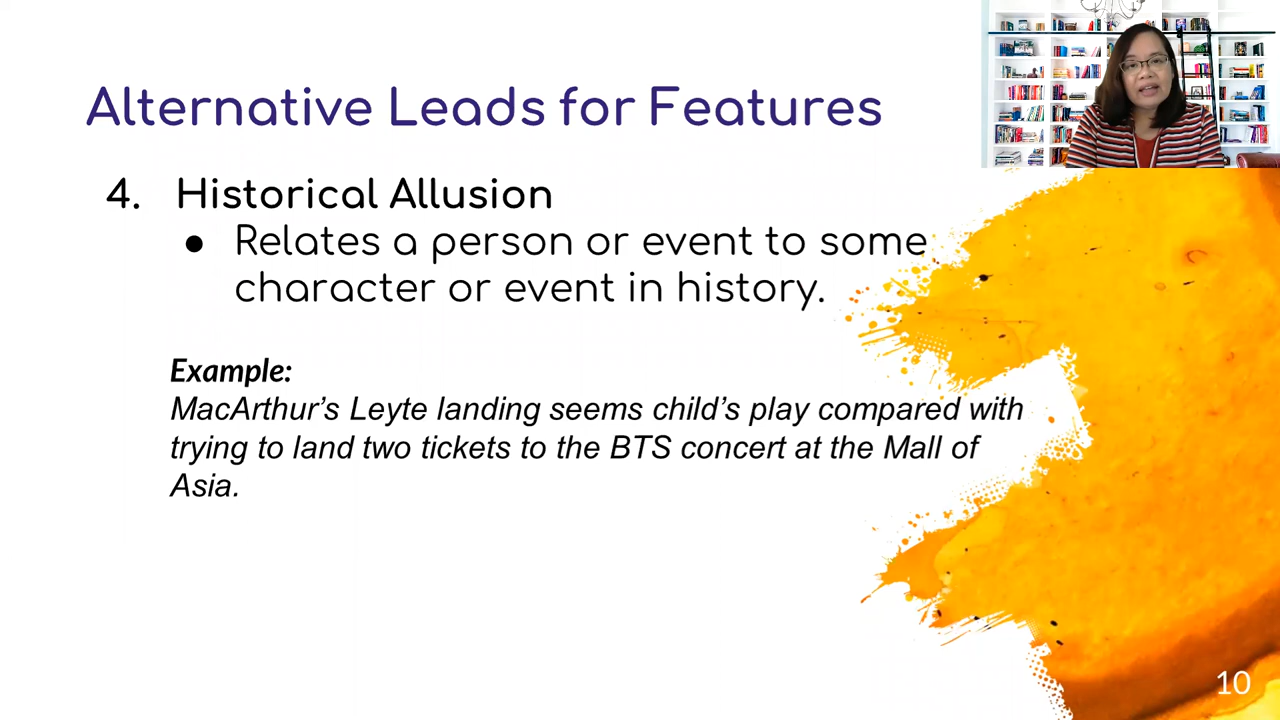 Alternative Leads for Features
4. Historical Allusion
● Relates a person or event to some
character or event in history.
Example:
MacArthur’s Leyte landing seems child’s play compared with
trying to land two tickets to the BTS concert at the Mall of
Asia.
10